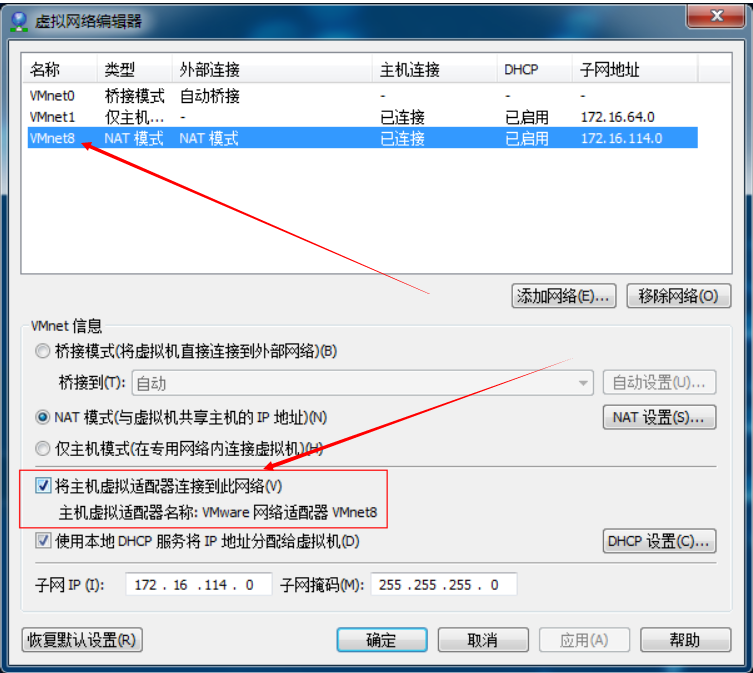 虚拟网络编辑器
名称 类型 外部连接 主机连接 DHCP 子网地址
VMnet0 桥接模式 自动桥接 - - -
VMnet1 仅主机... - 已连接 已启用 172.16.64.0
VMnet8 NAT 模式 NAT 模式 已连接 已启用 172.16.114.0
添加网络(E)... 移除网络(O)
VMnet 信息
桥接模式(将虚拟机直接连接到外部网络)(B)
桥接到(T): 自动 自动设置(U)...
NAT 模式(与虚拟机共享主机的 IP 地址)(N) NAT 设置(S)...
仅主机模式(在专用网络内连接虚拟机)(H)
将主机虚拟适配器连接到此网络(V)
主机虚拟适配器名称: VMware 网络适配器 VMnet8
使用本地 DHCP 服务将 IP 地址分配给虚拟机(D) DHCP 设置(C)...
子网 IP (I): 172 . 16 .114 . 0 子网掩码(M): 255 .255 .255 . 0
恢复默认设置(R) 确定 取消 应用(A) 帮助